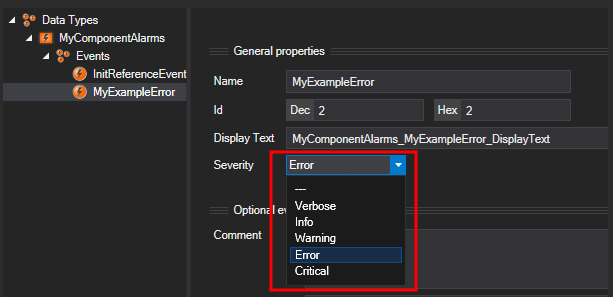 Data Types
MyComponentAlarms
Events
InitReferenceEvent
MyExampleError
General properties
Name MyExampleError
Id Dec 2 Hex 2
Display Text MyComponentAlarms_MyExampleError_DisplayText
Severity Error
---
Verbose
Info
Warning
Error
Critical
Optional ev
Comment